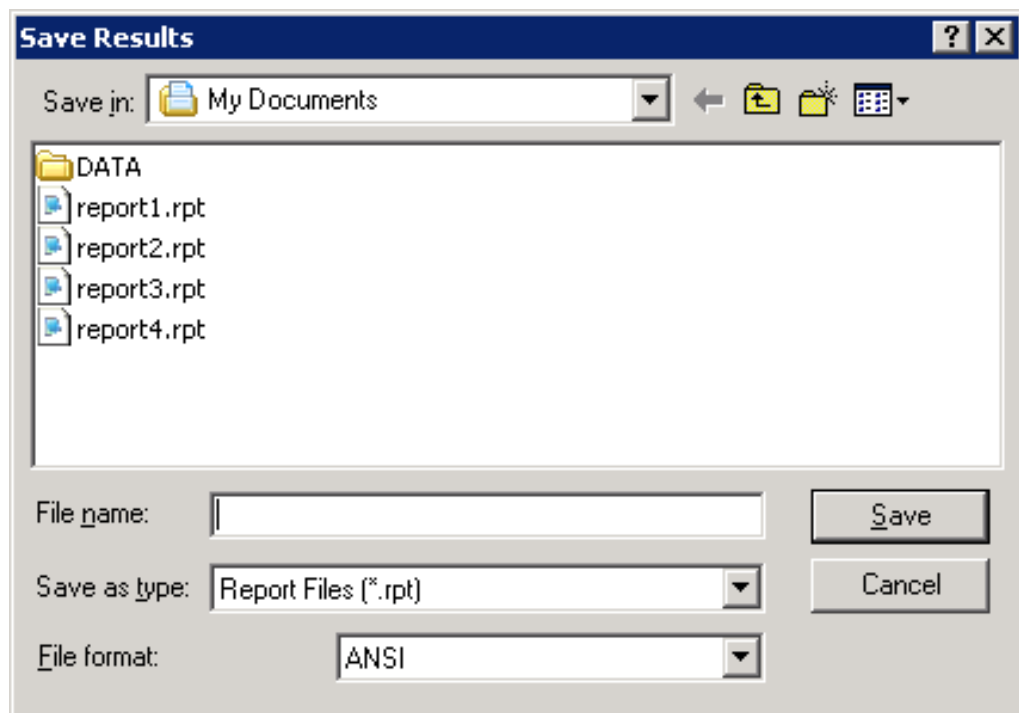 Save Results
Save in: My Documents
DATA
report1.rpt
report2.rpt
report3.rpt
report4.rpt
File name:
Save
Save as type: Report Files (*.rpt)
Cancel
File format: ANSI